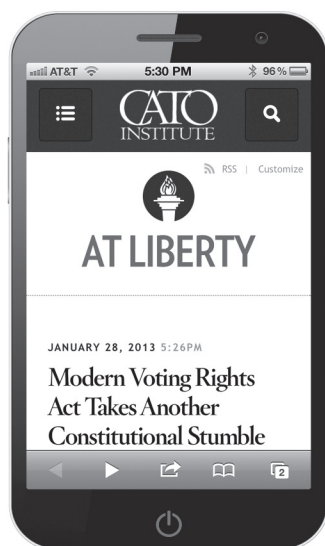 AT&T 5:30 PM 96%
CATO
INSTITUTE
RSS | Customize
AT LIBERTY
JANUARY 28, 2013 5:26PM
Modern Voting Rights
Act Takes Another
Constitutional Stumble
2